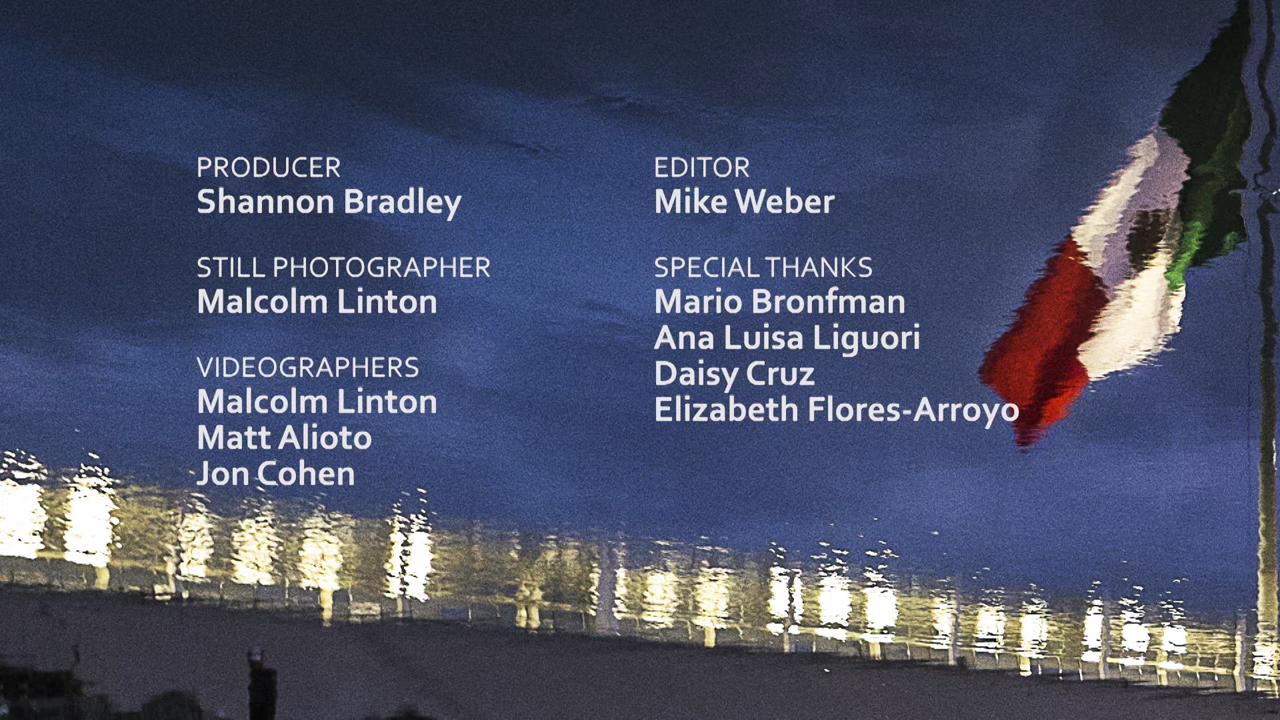 PRODUCER
Shannon Bradley
STILL PHOTOGRAPHER
Malcolm Linton
VIDEOGRAPHERS
Malcolm Linton
Matt Alioto
Jon Cohen
EDITOR
Mike Weber
SPECIAL THANKS
Mario Bronfman
Ana Luisa Liguori
Daisy Cruz
Elizabeth Flores-Arroyo